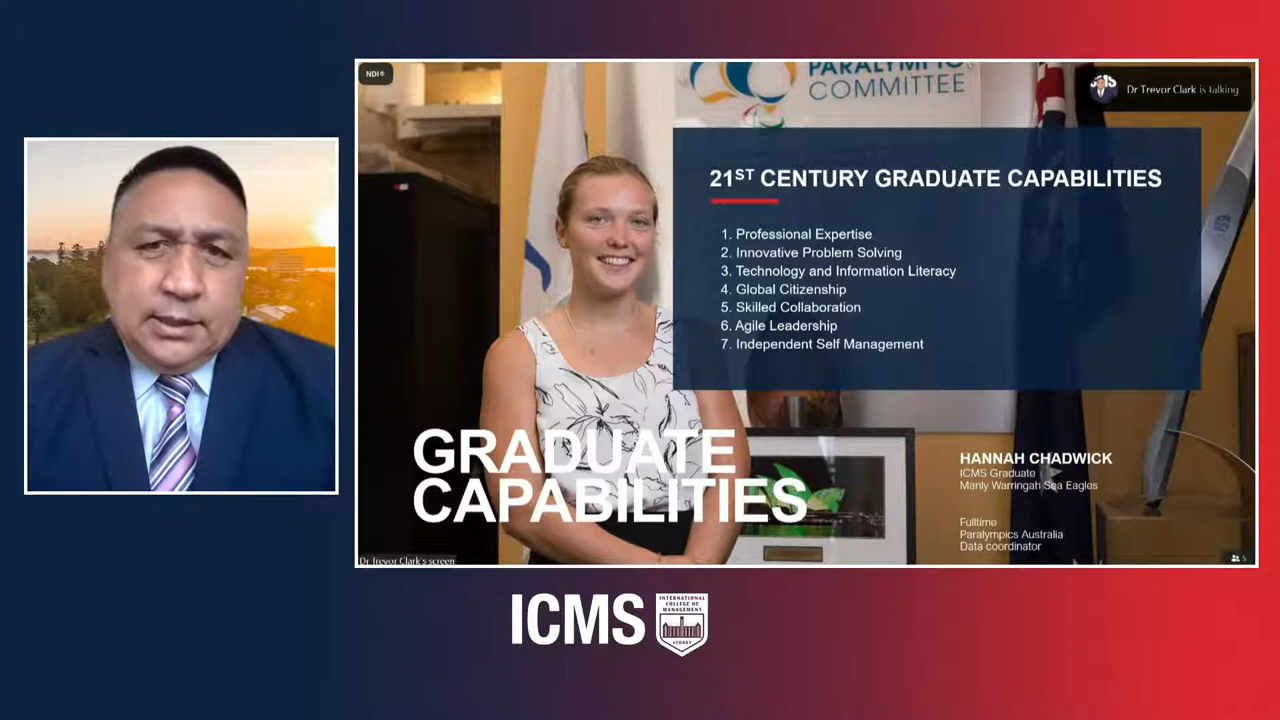 NDI®
PARALYMPIC
COMMITTEE
Dr Trevor Clark is talking
21ST CENTURY GRADUATE CAPABILITIES
1. Professional Expertise
2. Innovative Problem Solving
3. Technology and Information Literacy
4. Global Citizenship
5. Skilled Collaboration
6. Agile Leadership
7. Independent Self Management
GRADUATE
CAPABILITIES
HANNAH CHADWICK
ICMS Graduate
Manly Warringah Sea Eagles
Fulltime
Paralympics Australia
Data coordinator
Dr Trevor Clark's screen
5
ICMS
INTERNATIONAL
COLLEGE OF
MANAGEMENT
SYDNEY